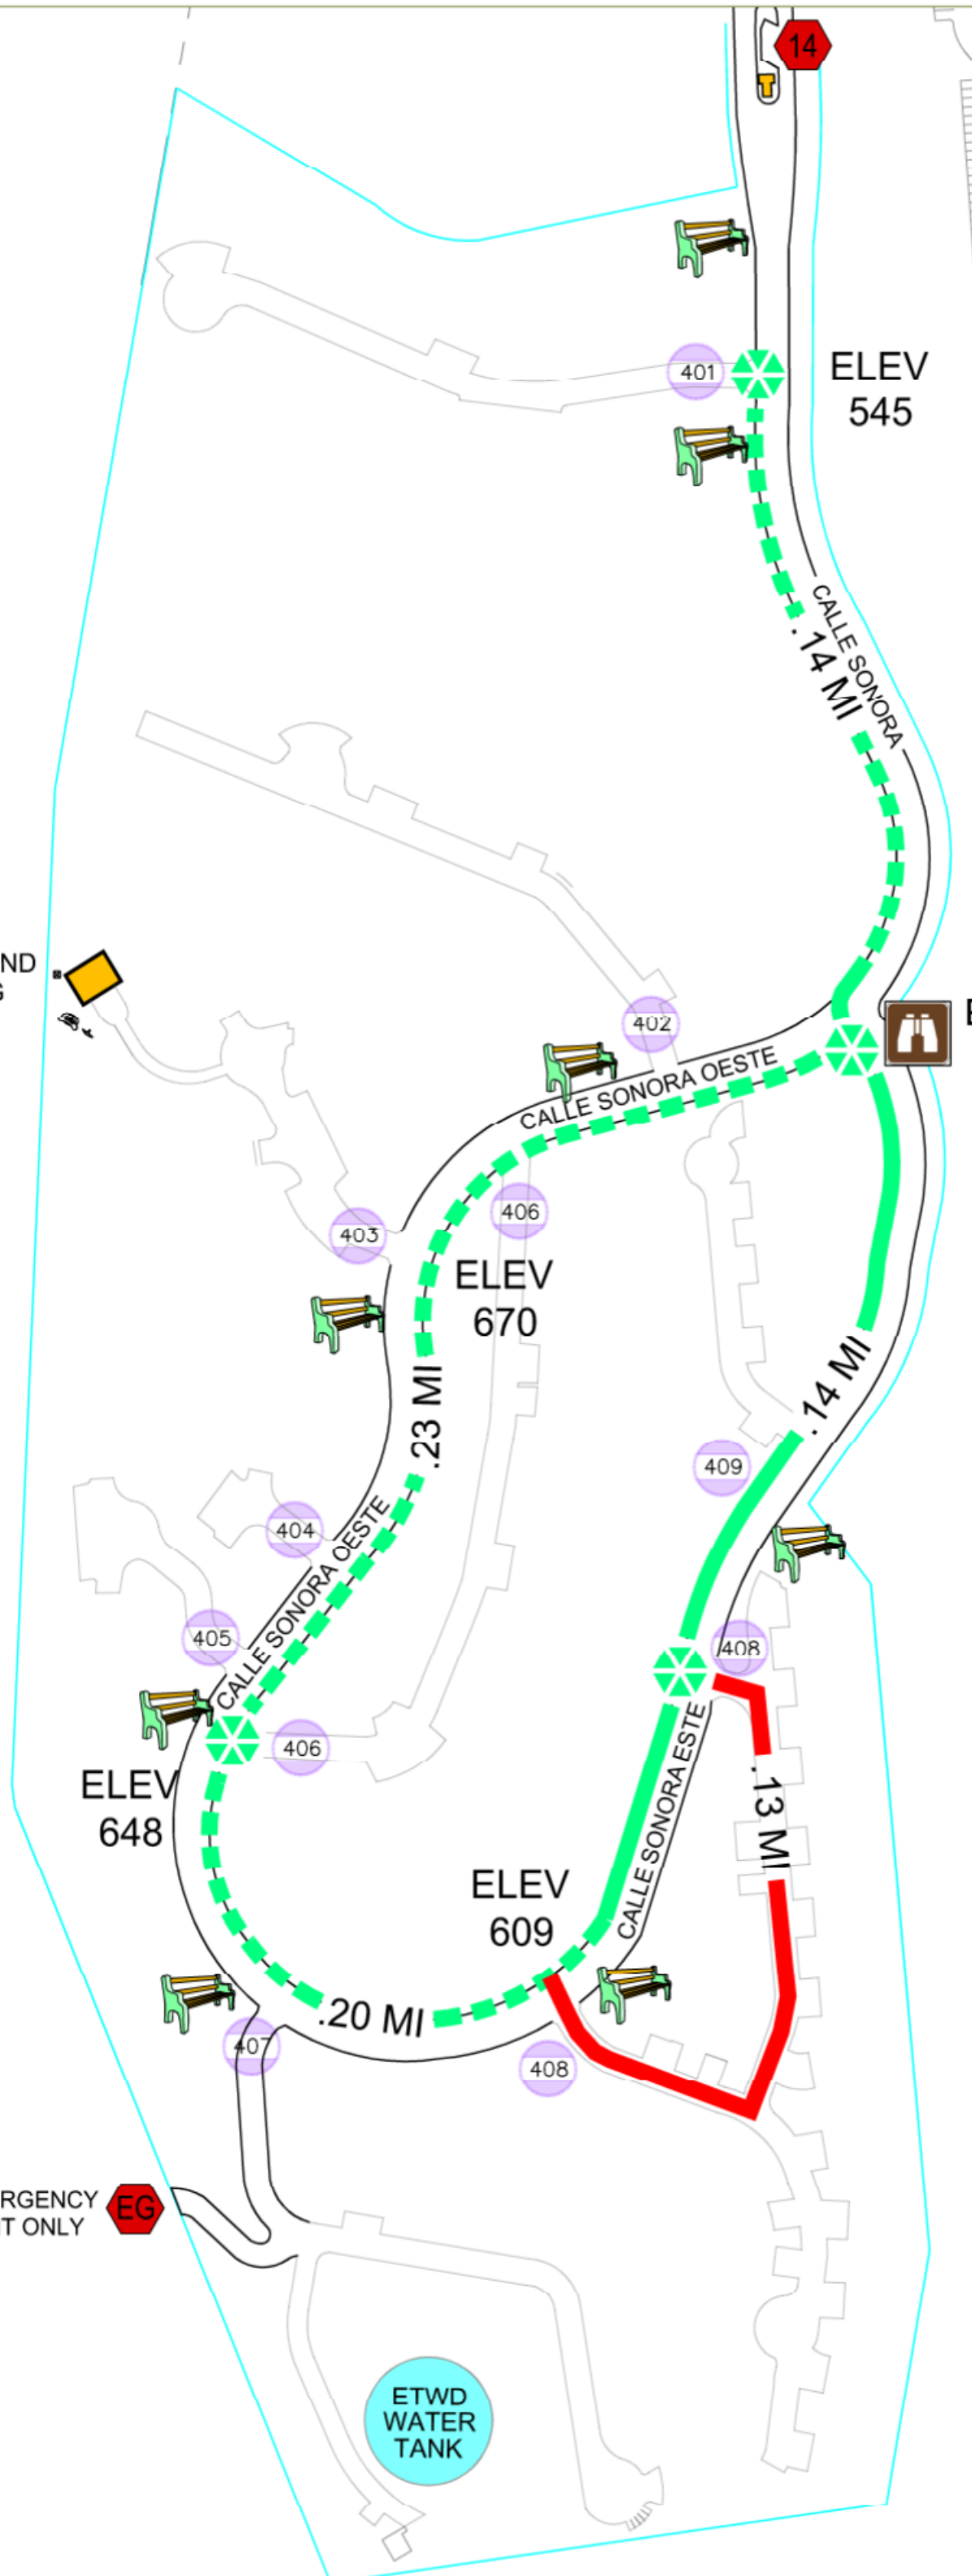 14
401
ELEV
545
CALLE SONORA
.14 MI
ND
G
402
E
CALLE SONORA OESTE
403
406
ELEV
670
.23 MI
.14 MI
409
404
CALLE SONORA OESTE
405
408
406
ELEV
648
.13 MI
CALLE SONORA ESTE
ELEV
609
.20 MI
407
408
RGENCY
T ONLY
EG
ETWD
WATER
TANK